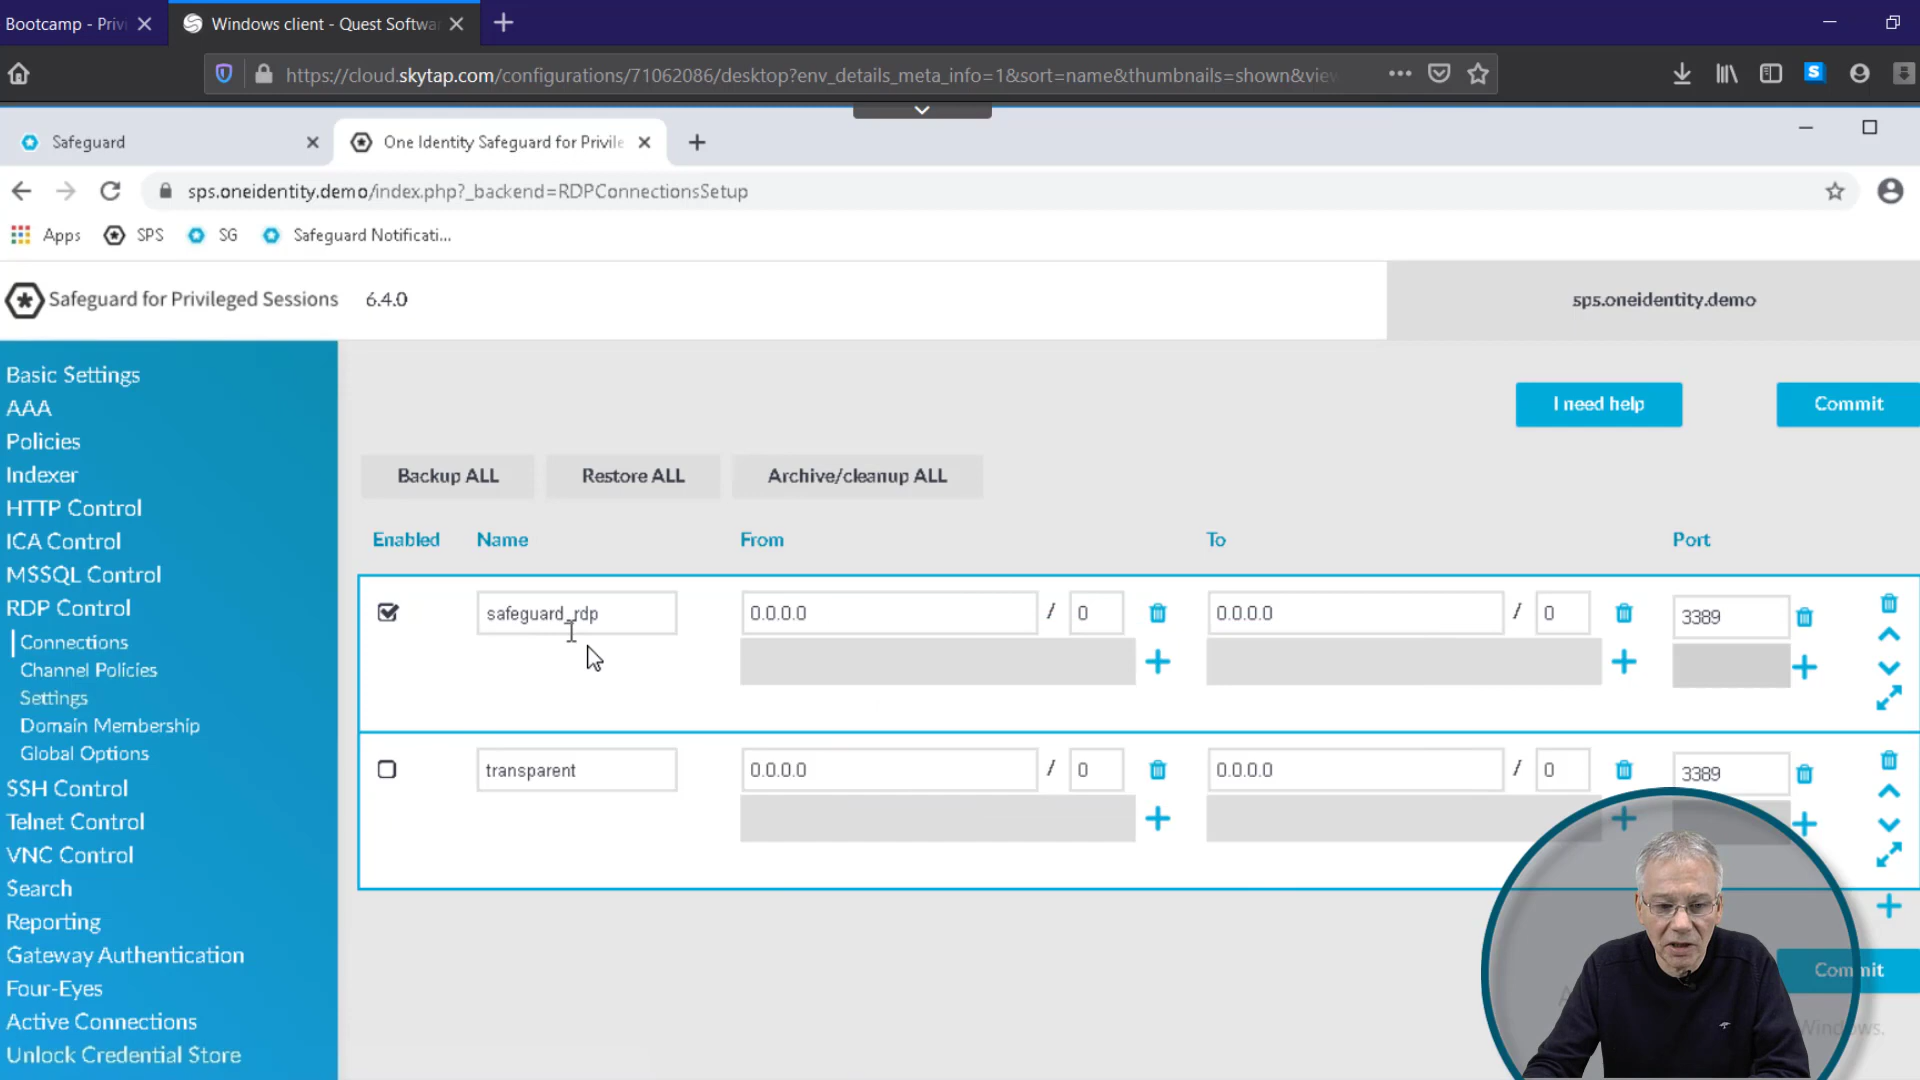 Bootcamp - Privi
Windows client - Quest Softwa
https://cloud.skytap.com/configurations/71062086/desktop?env_details_meta_info=1&sort=name&thumbnails=shown&view
Safeguard
One Identity Safeguard for Privile
sps.oneidentity.demo/index.php?_backend=RDPConnectionsSetup
Apps
SPS
SG
Safeguard Notificati...
Safeguard for Privileged Sessions 6.4.0
sps.oneidentity.demo
Basic Settings
AAA
Policies
Indexer
HTTP Control
ICA Control
MSSQL Control
RDP Control
Connections
Channel Policies
Settings
Domain Membership
Global Options
SSH Control
Telnet Control
VNC Control
Search
Reporting
Gateway Authentication
Four-Eyes
Active Connections
Unlock Credential Store
I need help
Commit
Backup ALL
Restore ALL
Archive/cleanup ALL
Enabled Name From To Port
safeguard_rdp 0.0.0.0 / 0 0.0.0.0 / 0 3389
transparent 0.0.0.0 / 0 0.0.0.0 / 0 3389
Commit
Windows.